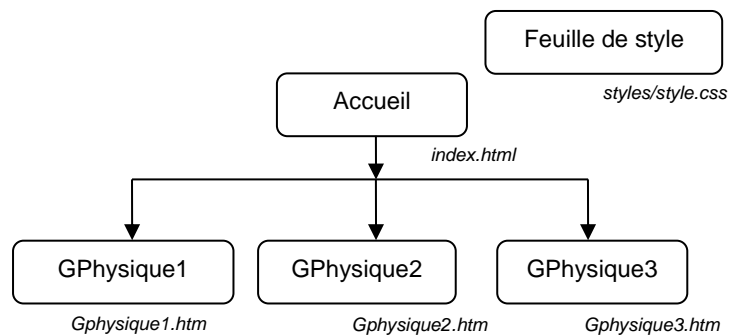 Feuille de style
styles/style.css
Accueil
index.html
GPhysique1
GPhysique2
GPhysique3
Gphysique1.htm
Gphysique2.htm
Gphysique3.htm